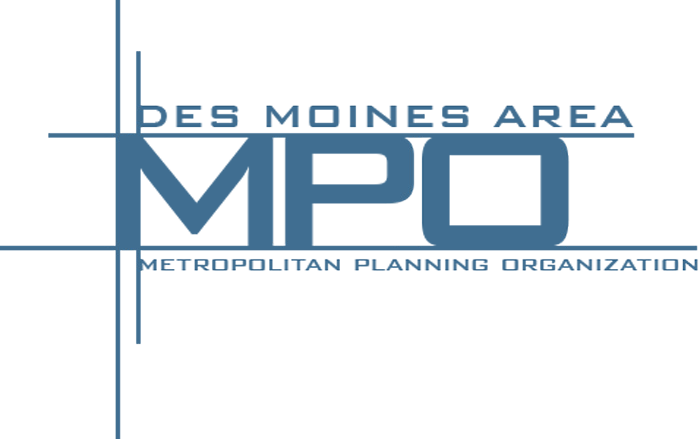 DES MOINES AREA
MPO
METROPOLITAN PLANNING ORGANIZATION